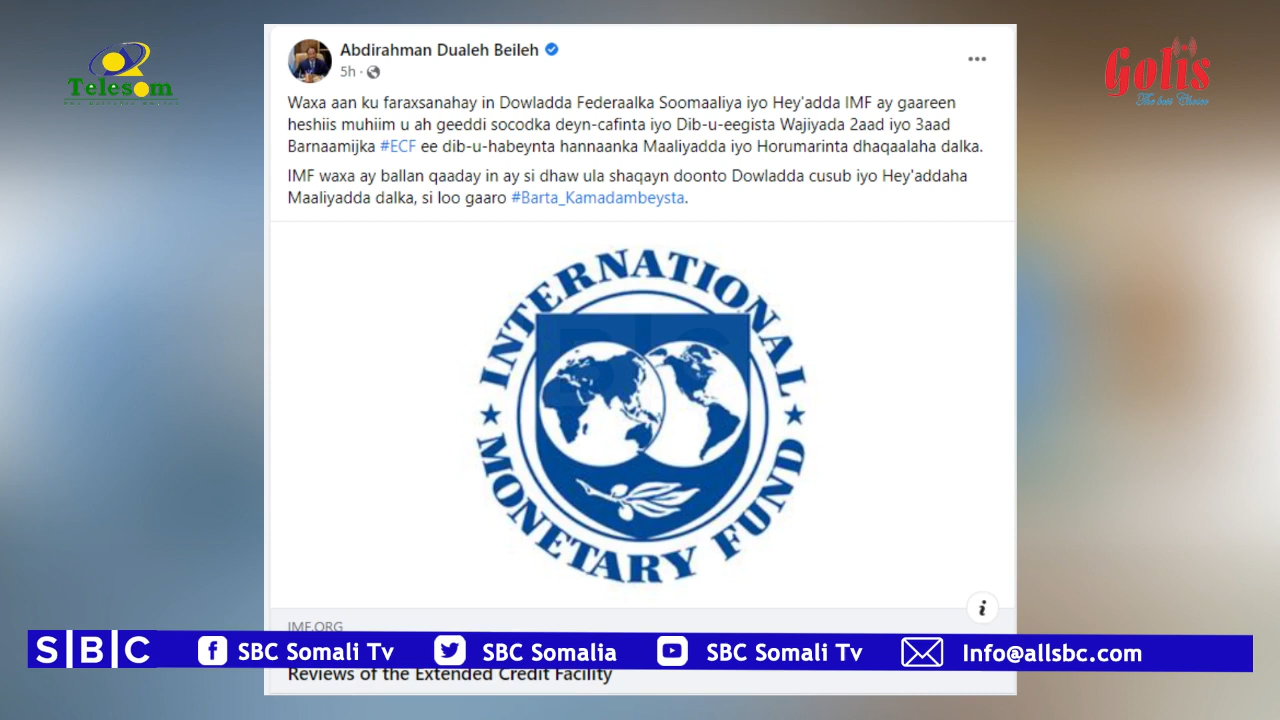 Telesom
Golis
The best Choice
Abdirahman Dualeh Beileh
5h ·
Waxa aan ku faraxsanahay in Dowladda Federaalka Soomaaliya iyo Hey'adda IMF ay gaareen
heshiis muhiim u ah geeddi socodka deyn-cafinta iyo Dib-u-eegista Wajiyada 2aad iyo 3aad
Barnaamijka #ECF ee dib-u-habeynta hannaanka Maaliyadda iyo Horumarinta dhaqaalaha dalka.
IMF waxa ay ballan qaaday in ay si dhaw ula shaqayn doonto Dowladda cusub iyo Hey'addaha
Maaliyadda dalka, si loo gaaro #Barta_Kamadambeysta.
INTERNATIONAL
MONETARY FUND
SBC
i
IMF.ORG
S|B|C SBC Somali Tv SBC Somalia SBC Somali Tv Info@allsbc.com
Reviews of the Extended Credit Facility